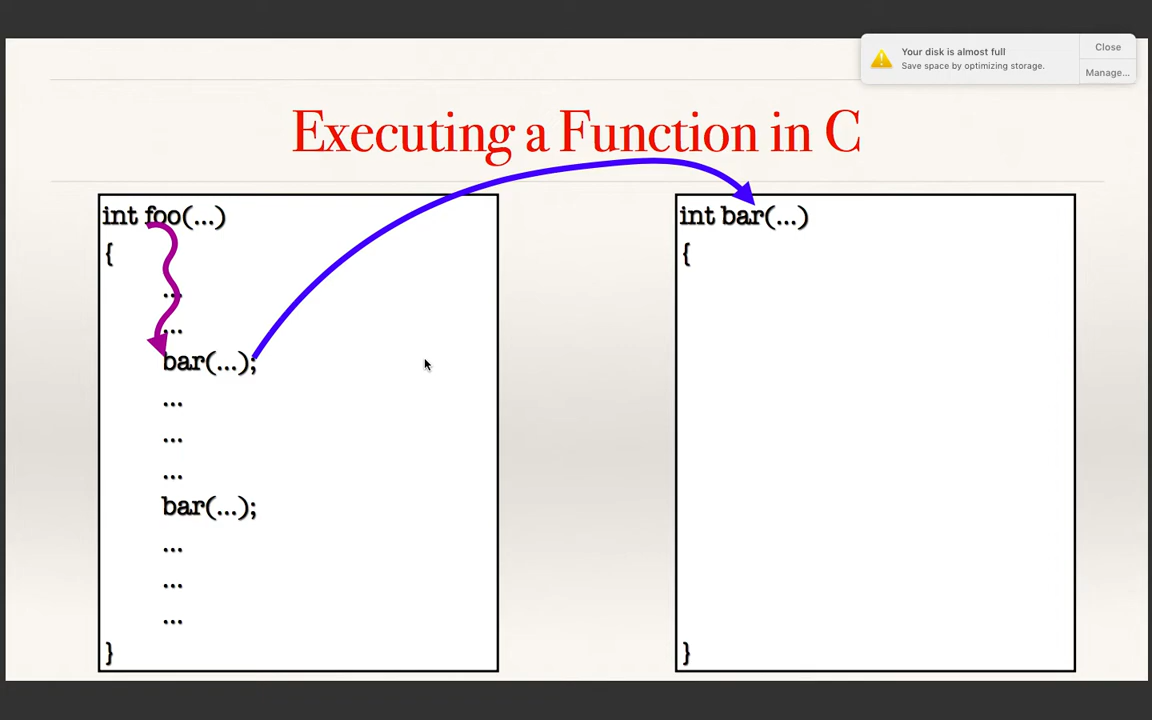 Your disk is almost full
Close
Save space by optimizing storage.
Manage...
Executing a Function in C
int foo(...)
{
...
...
bar(...);
...
...
...
bar(...);
...
...
...
}
int bar(...)
{
}